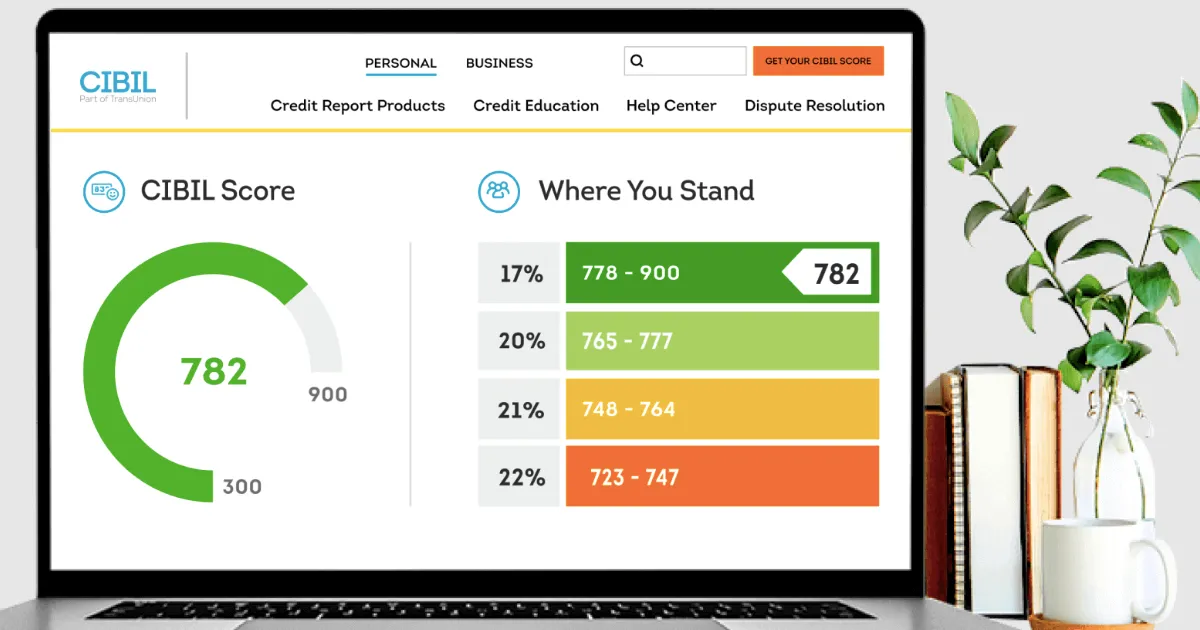 CIBIL
Part of TransUnion
PERSONAL BUSINESS
GET YOUR CIBIL SCORE
Credit Report Products Credit Education Help Center Dispute Resolution
CIBIL Score
782
900
300
Where You Stand
17% 778 - 900 782
20% 765 - 777
21% 748 - 764
22% 723 - 747